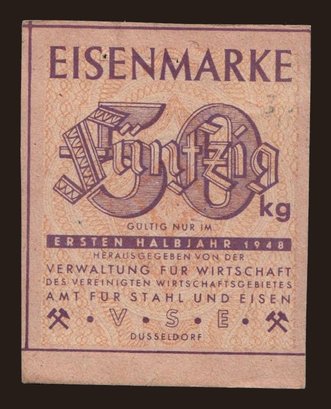 EISENMARKE
50
Fünfzig
kg
GÜLTIG NUR IM
ERSTEN HALBJAHR 1948
HERAUSGEGEBEN VON DER
VERWALTUNG FÜR WIRTSCHAFT
DES VEREINIGTEN WIRTSCHAFTSGEBIETES
AMT FÜR STAHL UND EISEN
· V · S · E ·
DÜSSELDORF